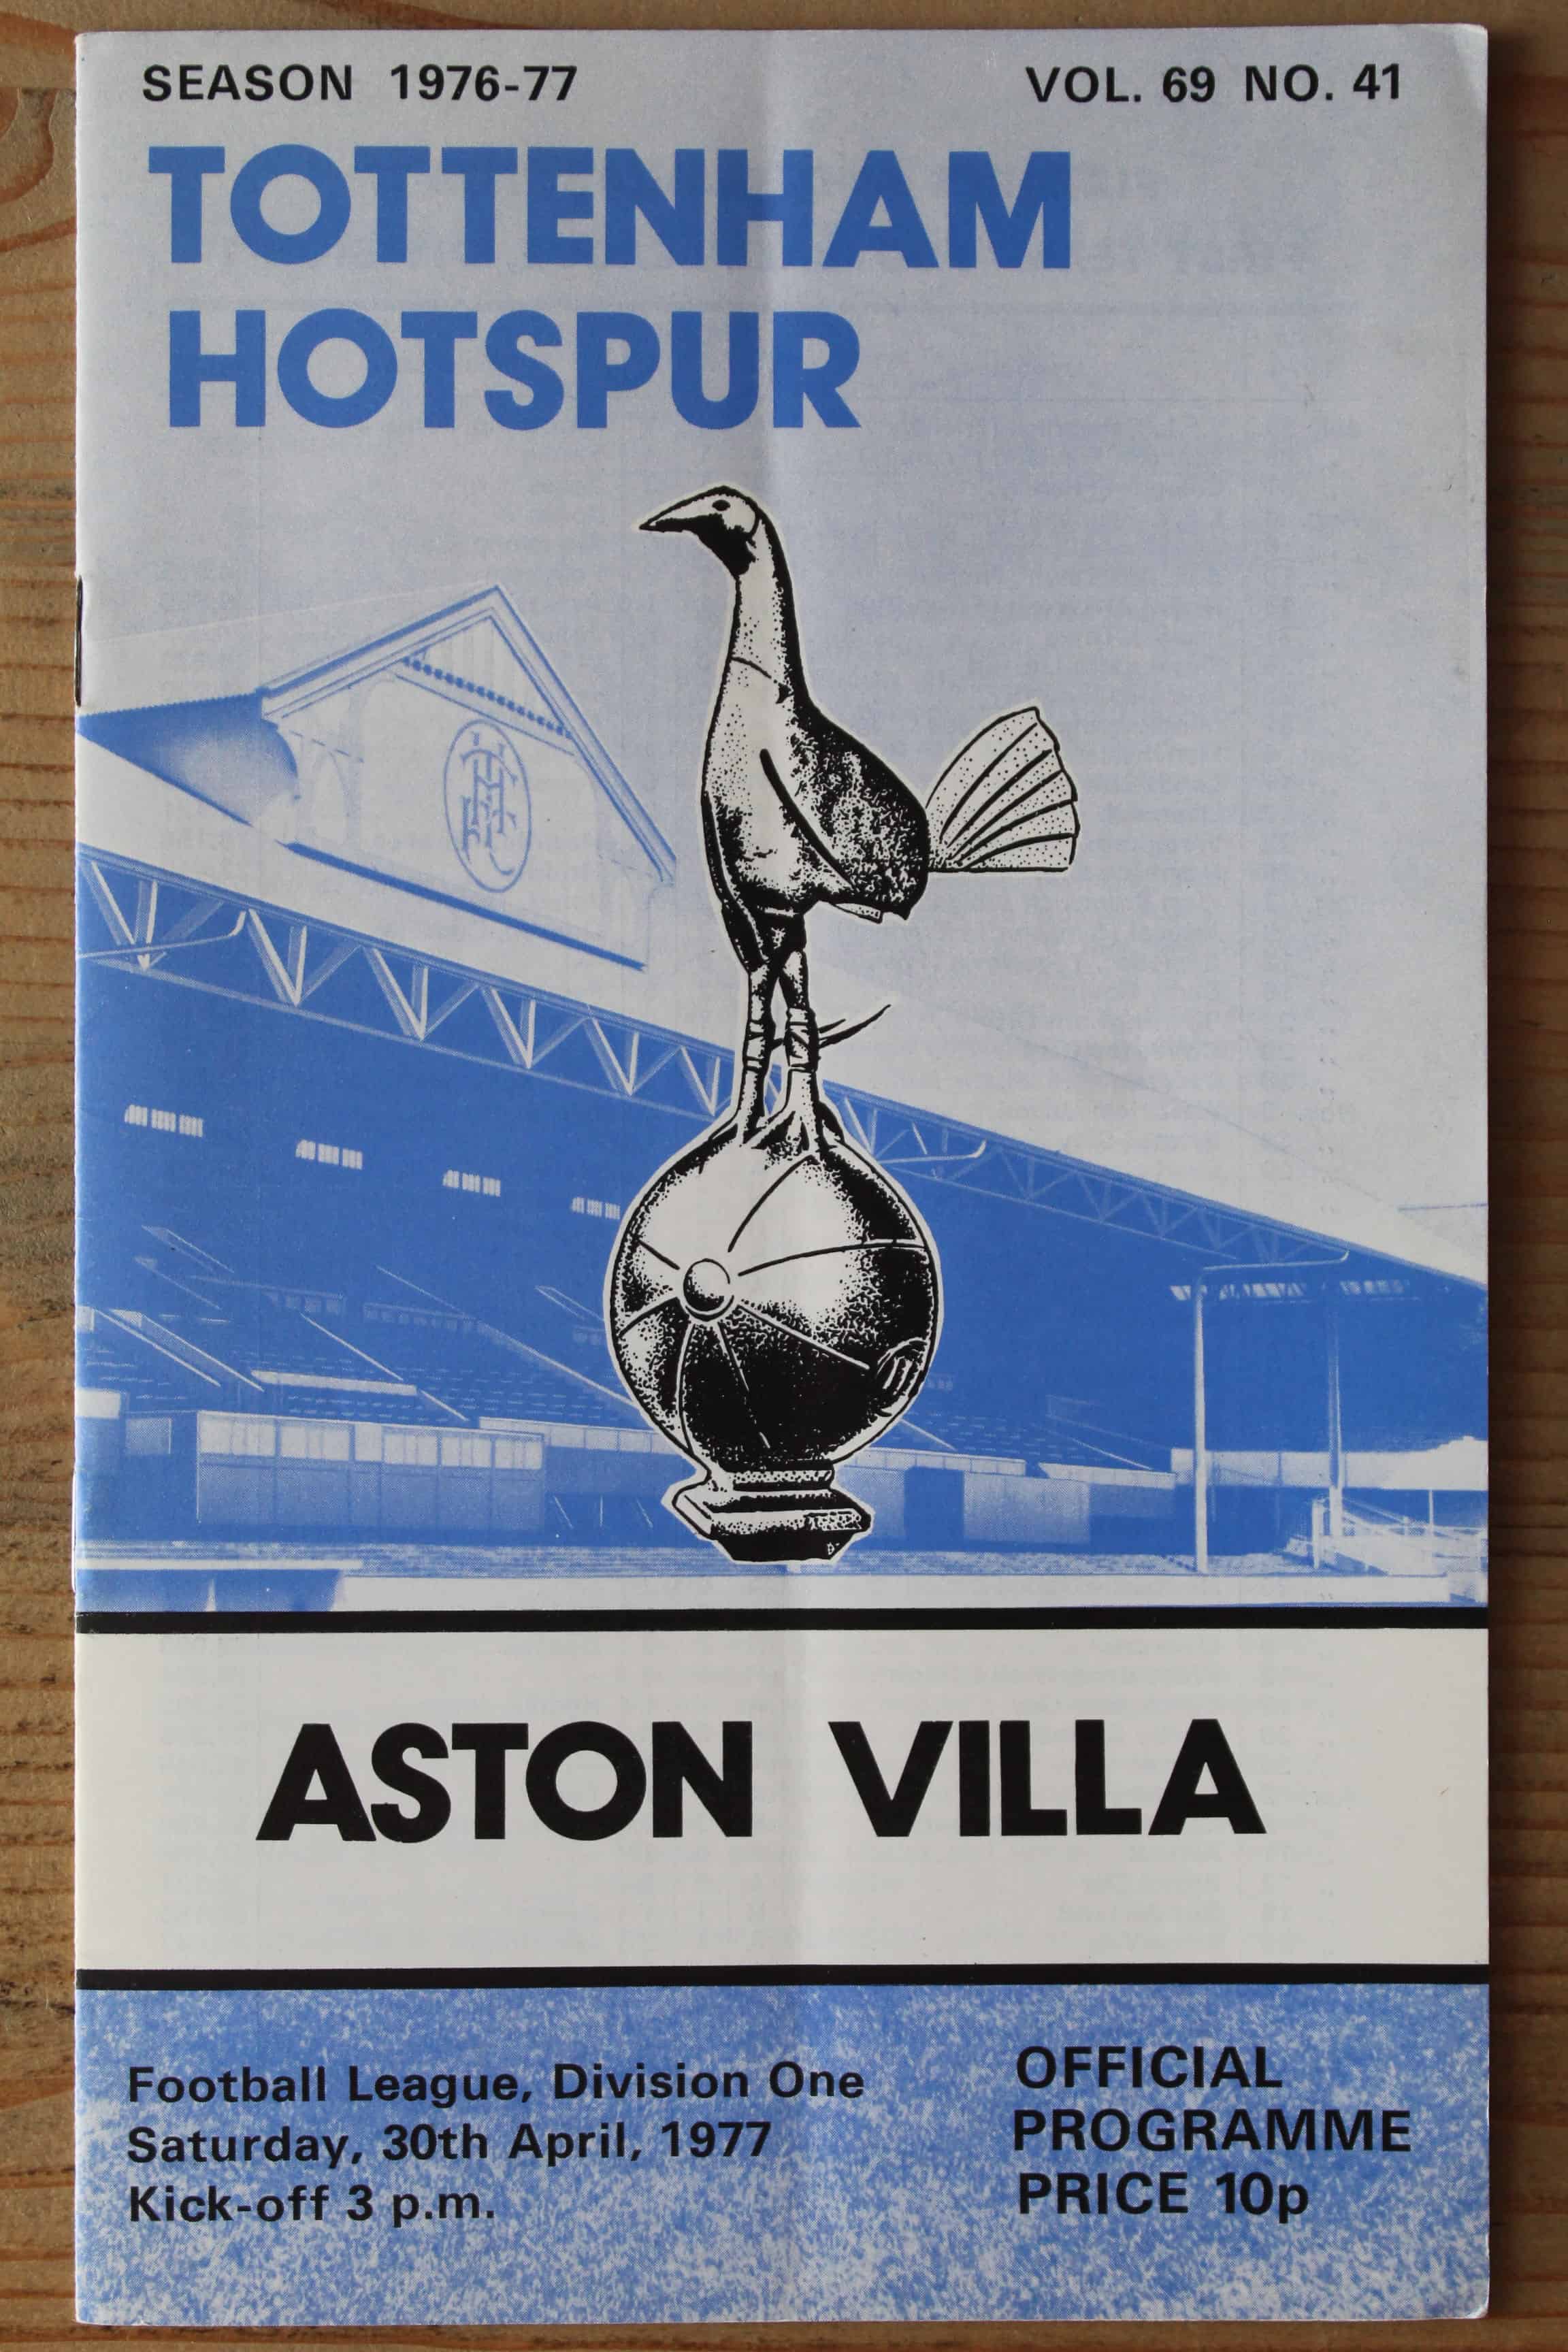 SEASON 1976-77
VOL. 69 NO. 41
TOTTENHAM
HOTSPUR
ASTON VILLA
Football League, Division One
Saturday, 30th April, 1977
Kick-off 3 p.m.
OFFICIAL
PROGRAMME
PRICE 10p